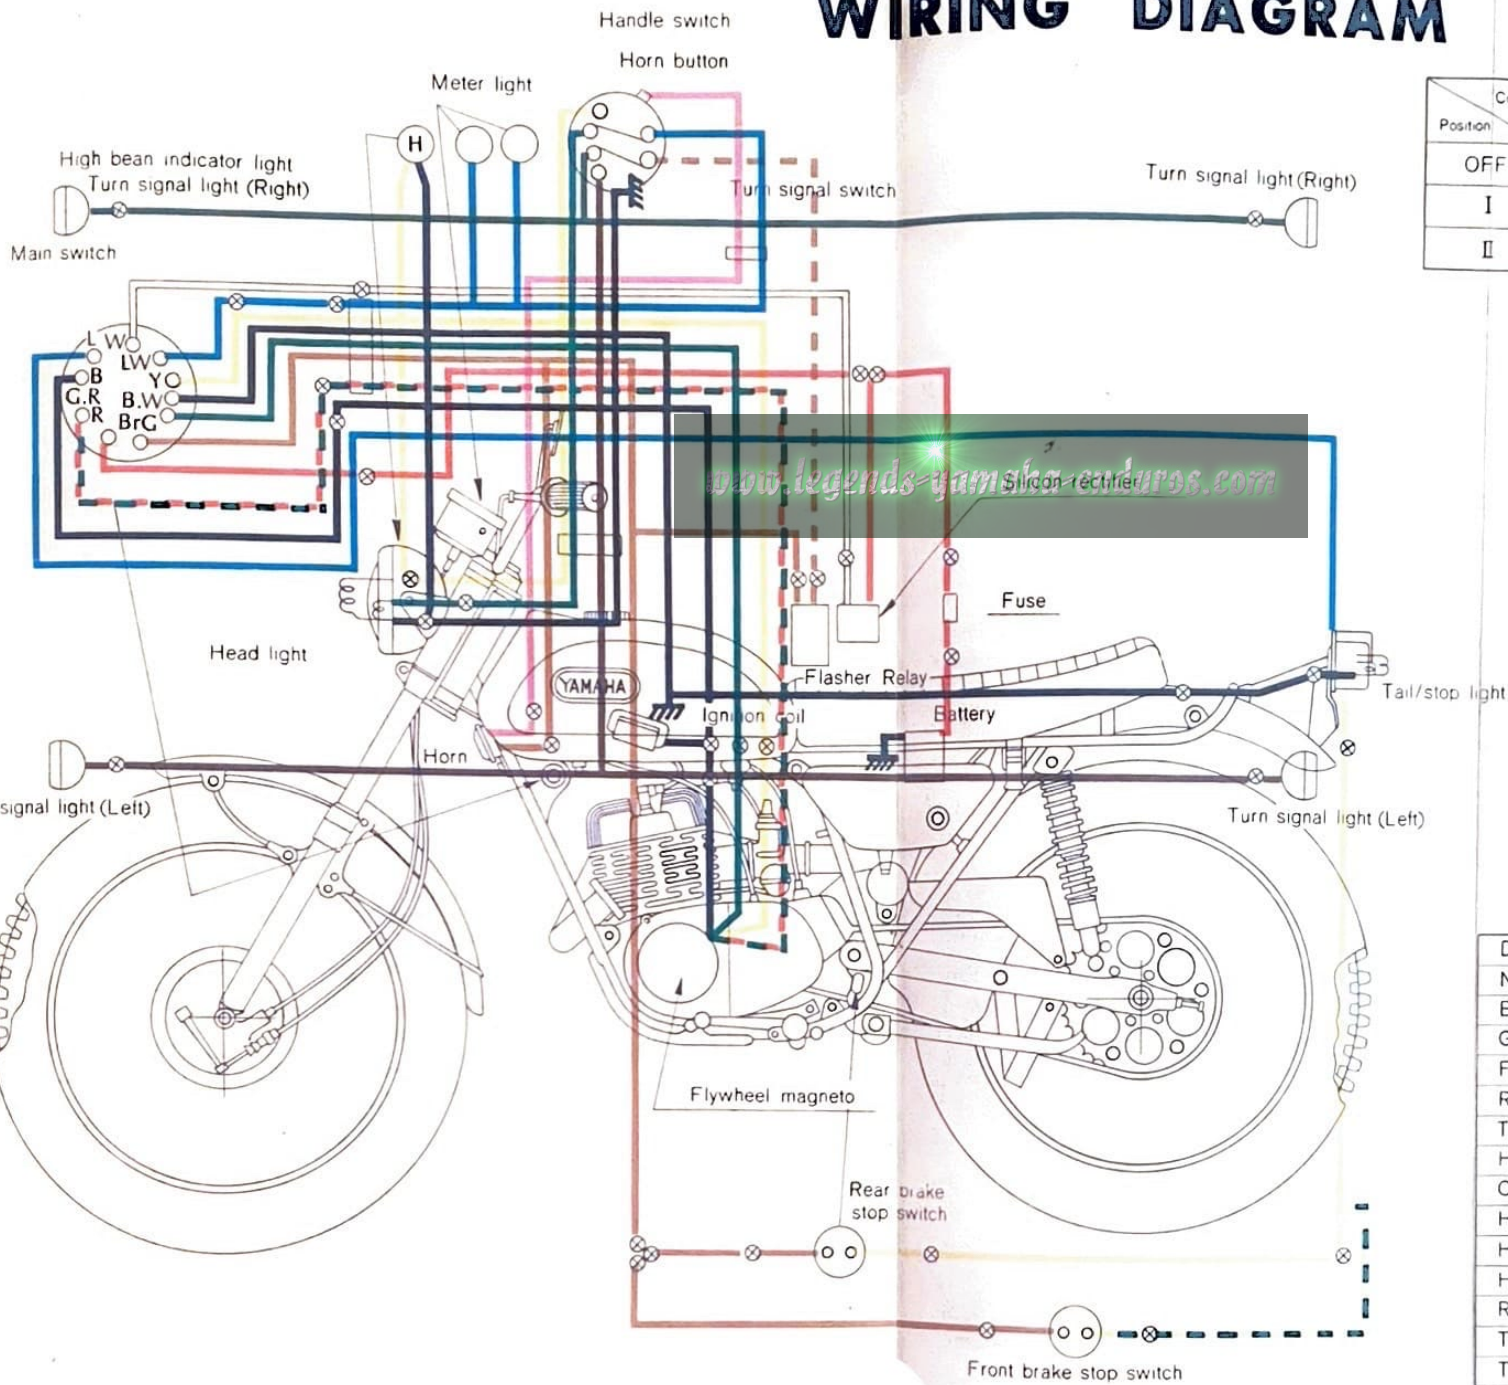 WIRING DIAGRAM
Handle switch
Horn button
Meter light
H
High bean indicator light
Turn signal light (Right)
Main switch
Turn signal switch
Turn signal light (Right)
Position
OFF
I
II
L W
LW
B
Y
G.R
B.W
R
BrG
www.legends-yamaha-enduros.com
Silicon rectifier
Fuse
Head light
YAMAHA
Flasher Relay
Tail/stop light
Ignition coil
Battery
Horn
signal light (Left)
Turn signal light (Left)
Flywheel magneto
Rear brake
stop switch
Front brake stop switch